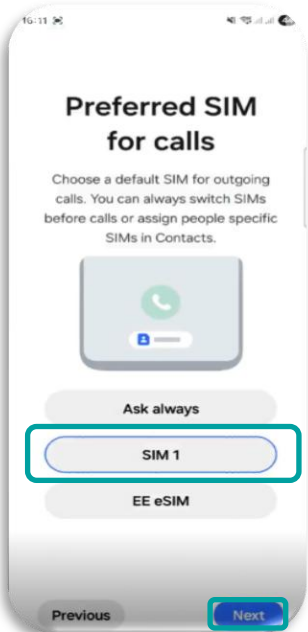 16:11
Preferred SIM
for calls
Choose a default SIM for outgoing
calls. You can always switch SIMs
before calls or assign people specific
SIMs in Contacts.
Ask always
SIM 1
EE eSIM
Previous
Next